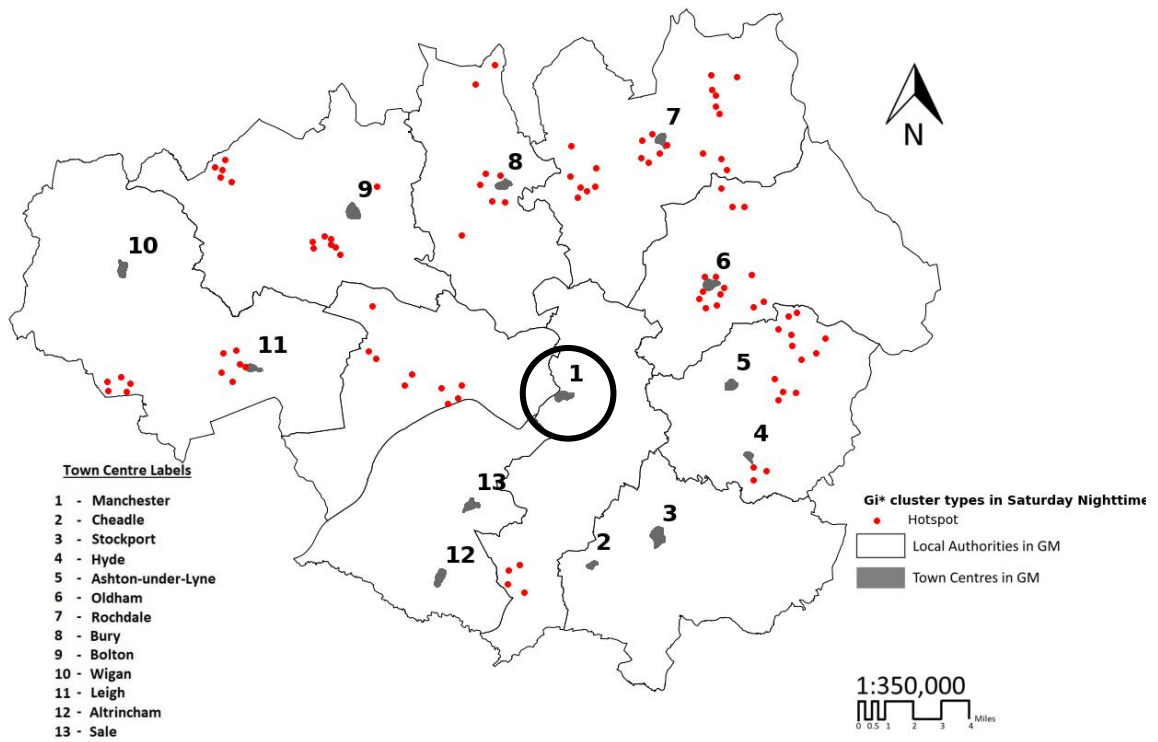 7
8
9
10
N
6
11
5
1
4
Town Centre Labels
1 - Manchester
2 - Cheadle
3 - Stockport
4 - Hyde
5 - Ashton-under-Lyne
6 - Oldham
7 - Rochdale
8 - Bury
9 - Bolton
10 - Wigan
11 - Leigh
12 - Altrincham
13 - Sale
13
3
2
12
Gi* cluster types in Saturday Nighttime
Hotspot
Local Authorities in GM
Town Centres in GM
1:350,000
0 0.5 1 2 3 4 Miles